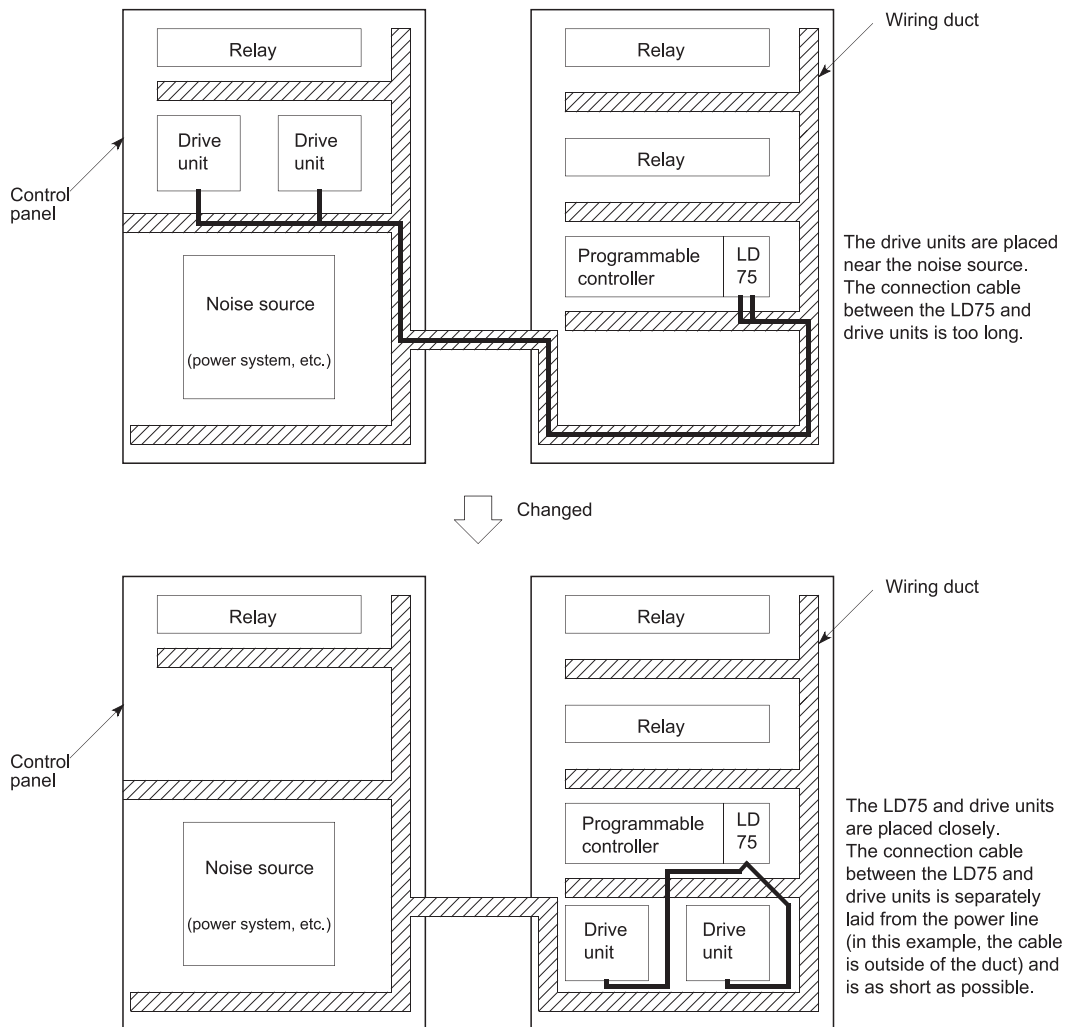 Wiring duct
Relay
Relay
Drive
unit
Drive
unit
Relay
Control
panel
Programmable
controller
LD
75
The drive units are placed
near the noise source.
The connection cable
between the LD75 and
drive units is too long.
Noise source
(power system, etc.)
Changed
Wiring duct
Relay
Relay
Relay
Control
panel
Programmable
controller
LD
75
The LD75 and drive units
are placed closely.
The connection cable
between the LD75 and
drive units is separately
laid from the power line
(in this example, the cable
is outside of the duct) and
is as short as possible.
Noise source
(power system, etc.)
Drive
unit
Drive
unit